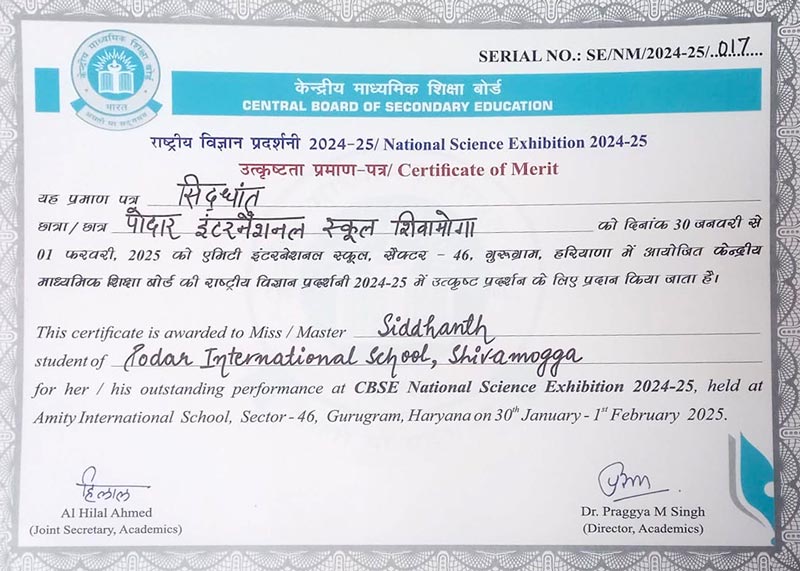 SERIAL NO.: SE/NM/2024-25/..017....
केन्द्रीय माध्यमिक शिक्षा बोर्ड
भारत
असतो मा सद्गमय
केन्द्रीय माध्यमिक शिक्षा बोर्ड
CENTRAL BOARD OF SECONDARY EDUCATION
राष्ट्रीय विज्ञान प्रदर्शनी 2024-25/ National Science Exhibition 2024-25
उत्कृष्टता प्रमाण-पत्र/ Certificate of Merit
यह प्रमाण पत्र सिद्धांत
छात्रा / छात्र पोदार इंटरनैशनल स्कूल शिवामोगा को दिनांक 30 जनवरी से
01 फरवरी, 2025 को एमिटी इंटरनेशनल स्कूल, सैक्टर - 46, गुरूग्राम, हरियाणा में आयोजित केन्द्रीय
माध्यमिक शिक्षा बोर्ड की राष्ट्रीय विज्ञान प्रदर्शनी 2024-25 में उत्कृष्ट प्रदर्शन के लिए प्रदान किया जाता है।
This certificate is awarded to Miss / Master Siddhanth
student of Podar International School, Shivamogga
for her / his outstanding performance at CBSE National Science Exhibition 2024-25, held at
Amity International School, Sector - 46, Gurugram, Haryana on 30th January - 1st February 2025.
हिलाल
Al Hilal Ahmed
(Joint Secretary, Academics)
Dr. Praggya M Singh
(Director, Academics)